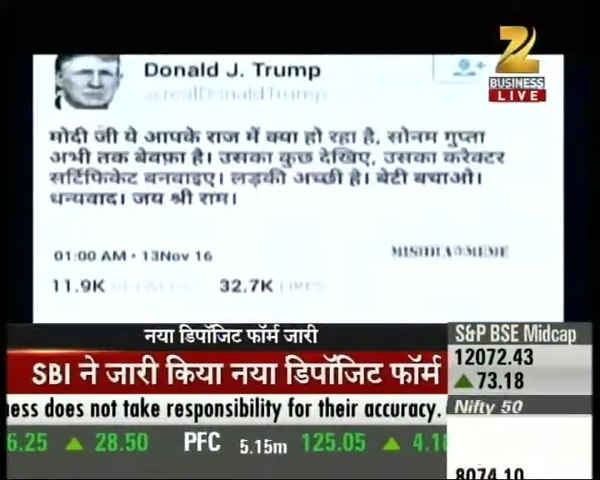 Donald J. Trump
@realDonaldTrump
मोदी जी ये आपके राज में क्या हो रहा है, सोनम गुप्ता
अभी तक बेवफ़ा है। उसका कुछ देखिए, उसका करैक्टर
सर्टिफिकेट बनवाइए। लड़की अच्छी है। बेटी बचाओ।
धन्यवाद। जय श्री राम।
01:00 AM • 13Nov 16
11.9K RETWEETS 32.7K LIKES
Z
BUSINESS
LIVE
नया डिपॉजिट फॉर्म जारी
SBI ने जारी किया नया डिपॉजिट फॉर्म
ness does not take responsibility for their accuracy.
6.25 ▲ 28.50 PFC 5.15m 125.05 ▲ 4.10
S&P BSE Midcap
12072.43
▲ 73.18
Nifty 50
8074.10